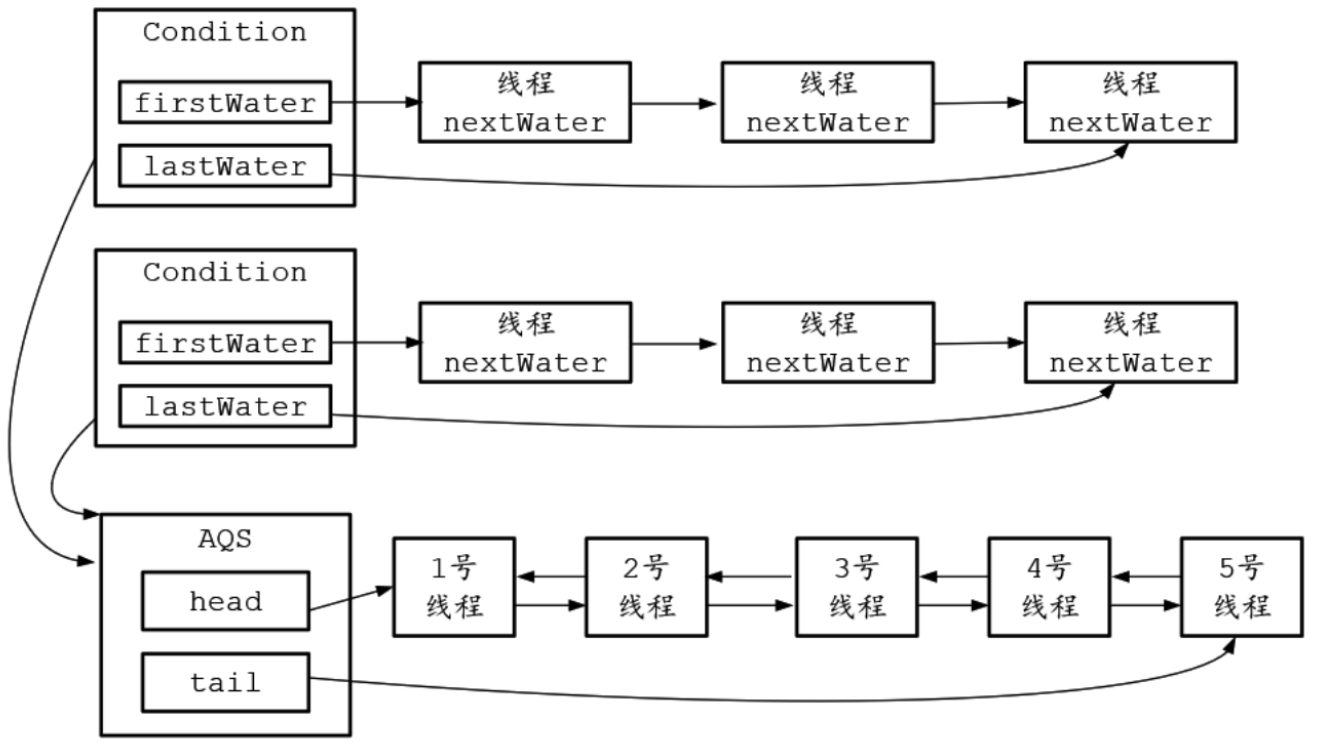 Condition
firstWater
lastWater
线程
nextWater
线程
nextWater
线程
nextWater
Condition
firstWater
lastWater
线程
nextWater
线程
nextWater
线程
nextWater
AQS
head
tail
1号
线程
2号
线程
3号
线程
4号
线程
5号
线程